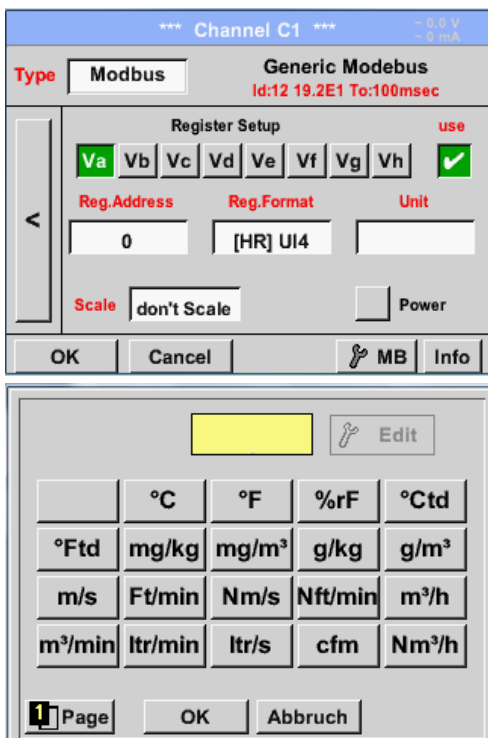 *** Channel C1 ***
~ 0.0 V
~ 0 mA
Type Modbus
Generic Modebus
Id:12 19.2E1 To:100msec
Register Setup use
Va Vb Vc Vd Ve Vf Vg Vh
<
Reg.Address Reg.Format Unit
0 [HR] UI4
Scale don't Scale Power
OK Cancel MB Info
Edit
°C °F %rF °Ctd
°Ftd mg/kg mg/m³ g/kg g/m³
m/s Ft/min Nm/s Nft/min m³/h
m³/min ltr/min ltr/s cfm Nm³/h
1 Page OK Abbruch